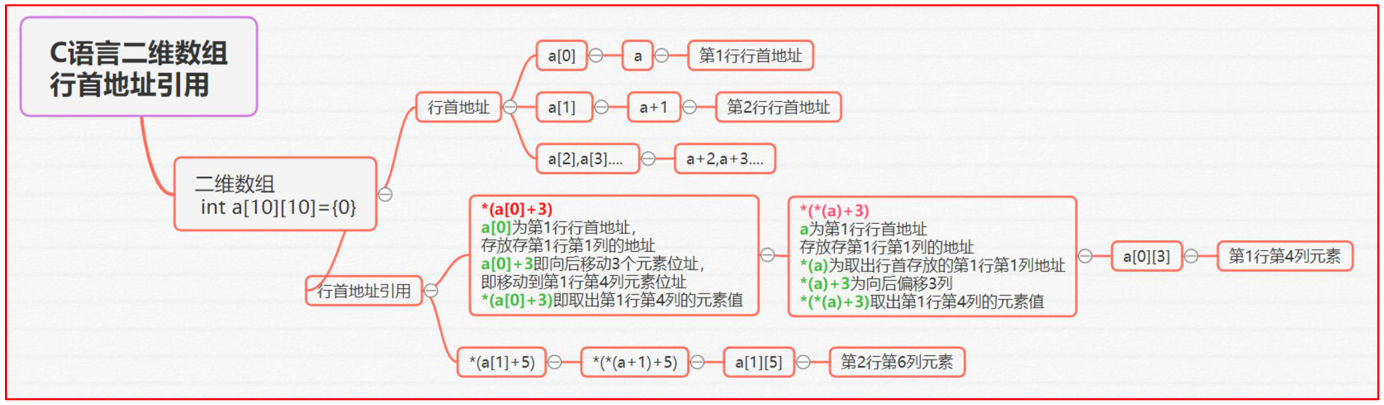 C语言二维数组
行首地址引用
二维数组
int a[10][10]={0}
行首地址
a[0]
a
第1行行首地址
a[1]
a+1
第2行行首地址
a[2],a[3]....
a+2,a+3....
行首地址引用
*(a[0]+3)
a[0]为第1行行首地址，
存放存第1行第1列的地址
a[0]+3即向后移动3个元素位址，
即移动到第1行第4列元素位址
*(a[0]+3)即取出第1行第4列的元素值
*(*(a)+3)
a为第1行行首地址
存放存第1行第1列的地址
*(a)为取出行首存放的第1行第1列地址
*(a)+3为向后偏移3列
*(*(a)+3)取出第1行第4列的元素值
a[0][3]
第1行第4列元素
*(a[1]+5)
*(*(a+1)+5)
a[1][5]
第2行第6列元素